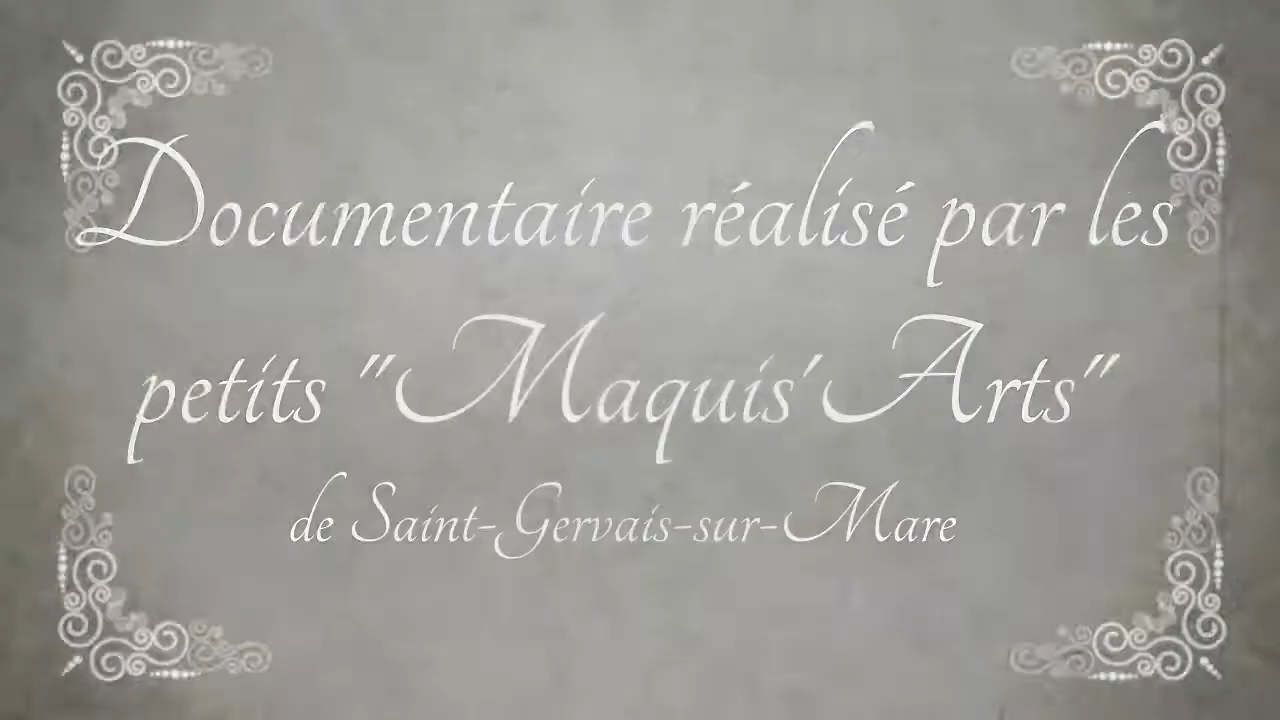 Documentaire réalisé par les
petits "Maquis'Arts"
de Saint-Gervais-sur-Mare